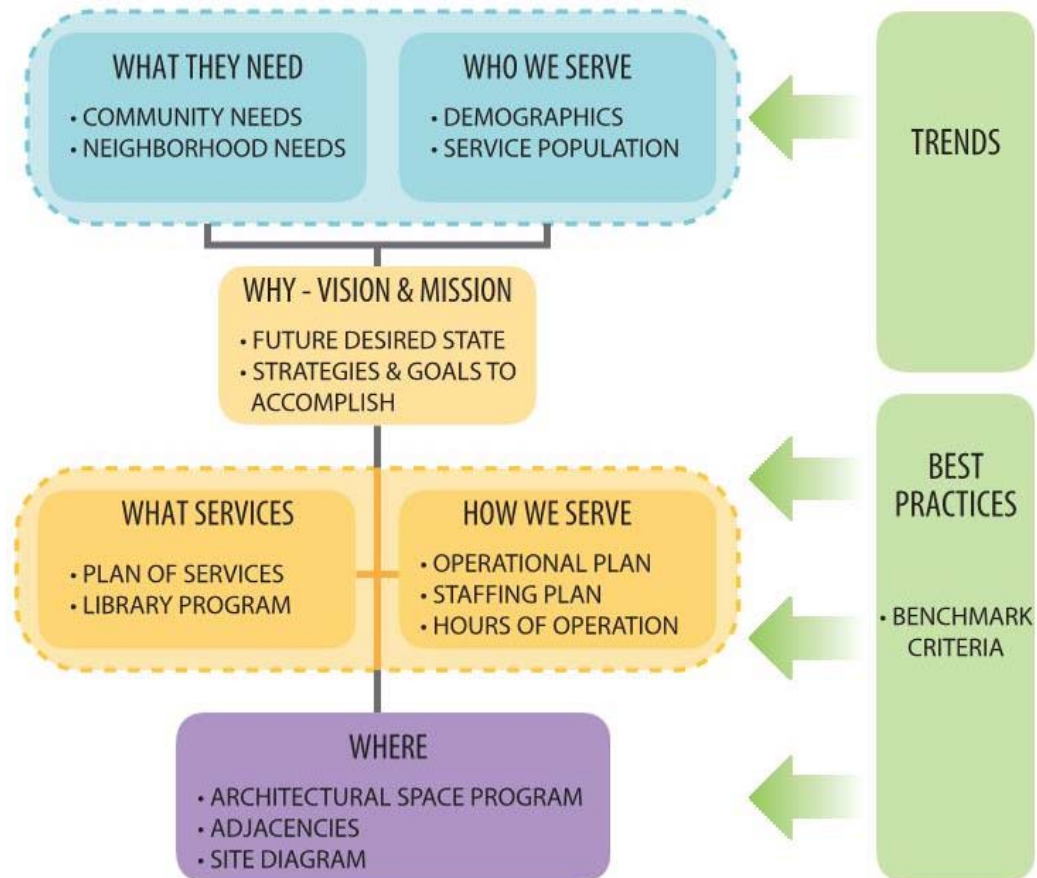 WHAT THEY NEED
• COMMUNITY NEEDS
• NEIGHBORHOOD NEEDS
WHO WE SERVE
• DEMOGRAPHICS
• SERVICE POPULATION
TRENDS
WHY - VISION & MISSION
• FUTURE DESIRED STATE
• STRATEGIES & GOALS TO
ACCOMPLISH
WHAT SERVICES
• PLAN OF SERVICES
• LIBRARY PROGRAM
HOW WE SERVE
• OPERATIONAL PLAN
• STAFFING PLAN
• HOURS OF OPERATION
BEST
PRACTICES
• BENCHMARK
CRITERIA
WHERE
• ARCHITECTURAL SPACE PROGRAM
• ADJACENCIES
• SITE DIAGRAM